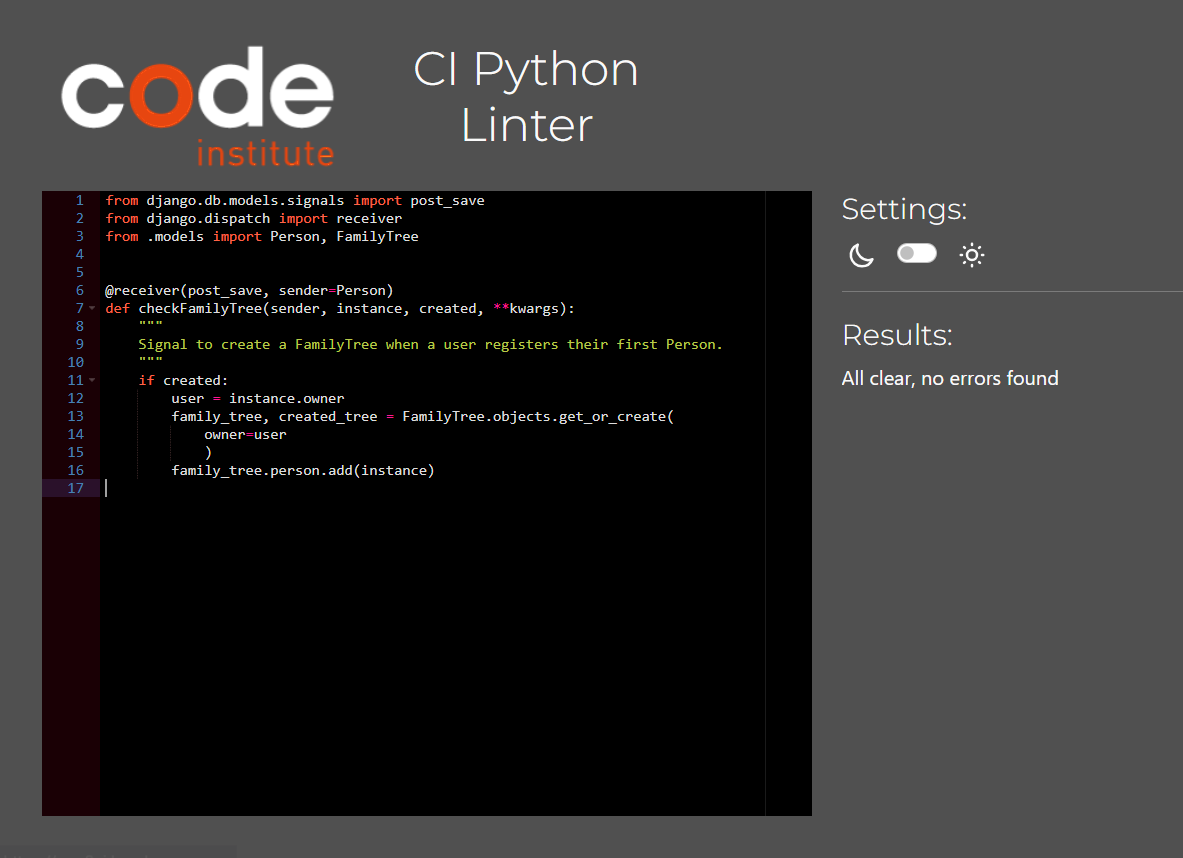 code
institute
CI Python
Linter
1 from django.db.models.signals import post_save
2 from django.dispatch import receiver
3 from .models import Person, FamilyTree
4
5
6 @receiver(post_save, sender=Person)
7 def checkFamilyTree(sender, instance, created, **kwargs):
8     """
9     Signal to create a FamilyTree when a user registers their first Person.
10     """
11     if created:
12         user = instance.owner
13         family_tree, created_tree = FamilyTree.objects.get_or_create(
14             owner=user
15             )
16         family_tree.person.add(instance)
17
Settings:
Results:
All clear, no errors found